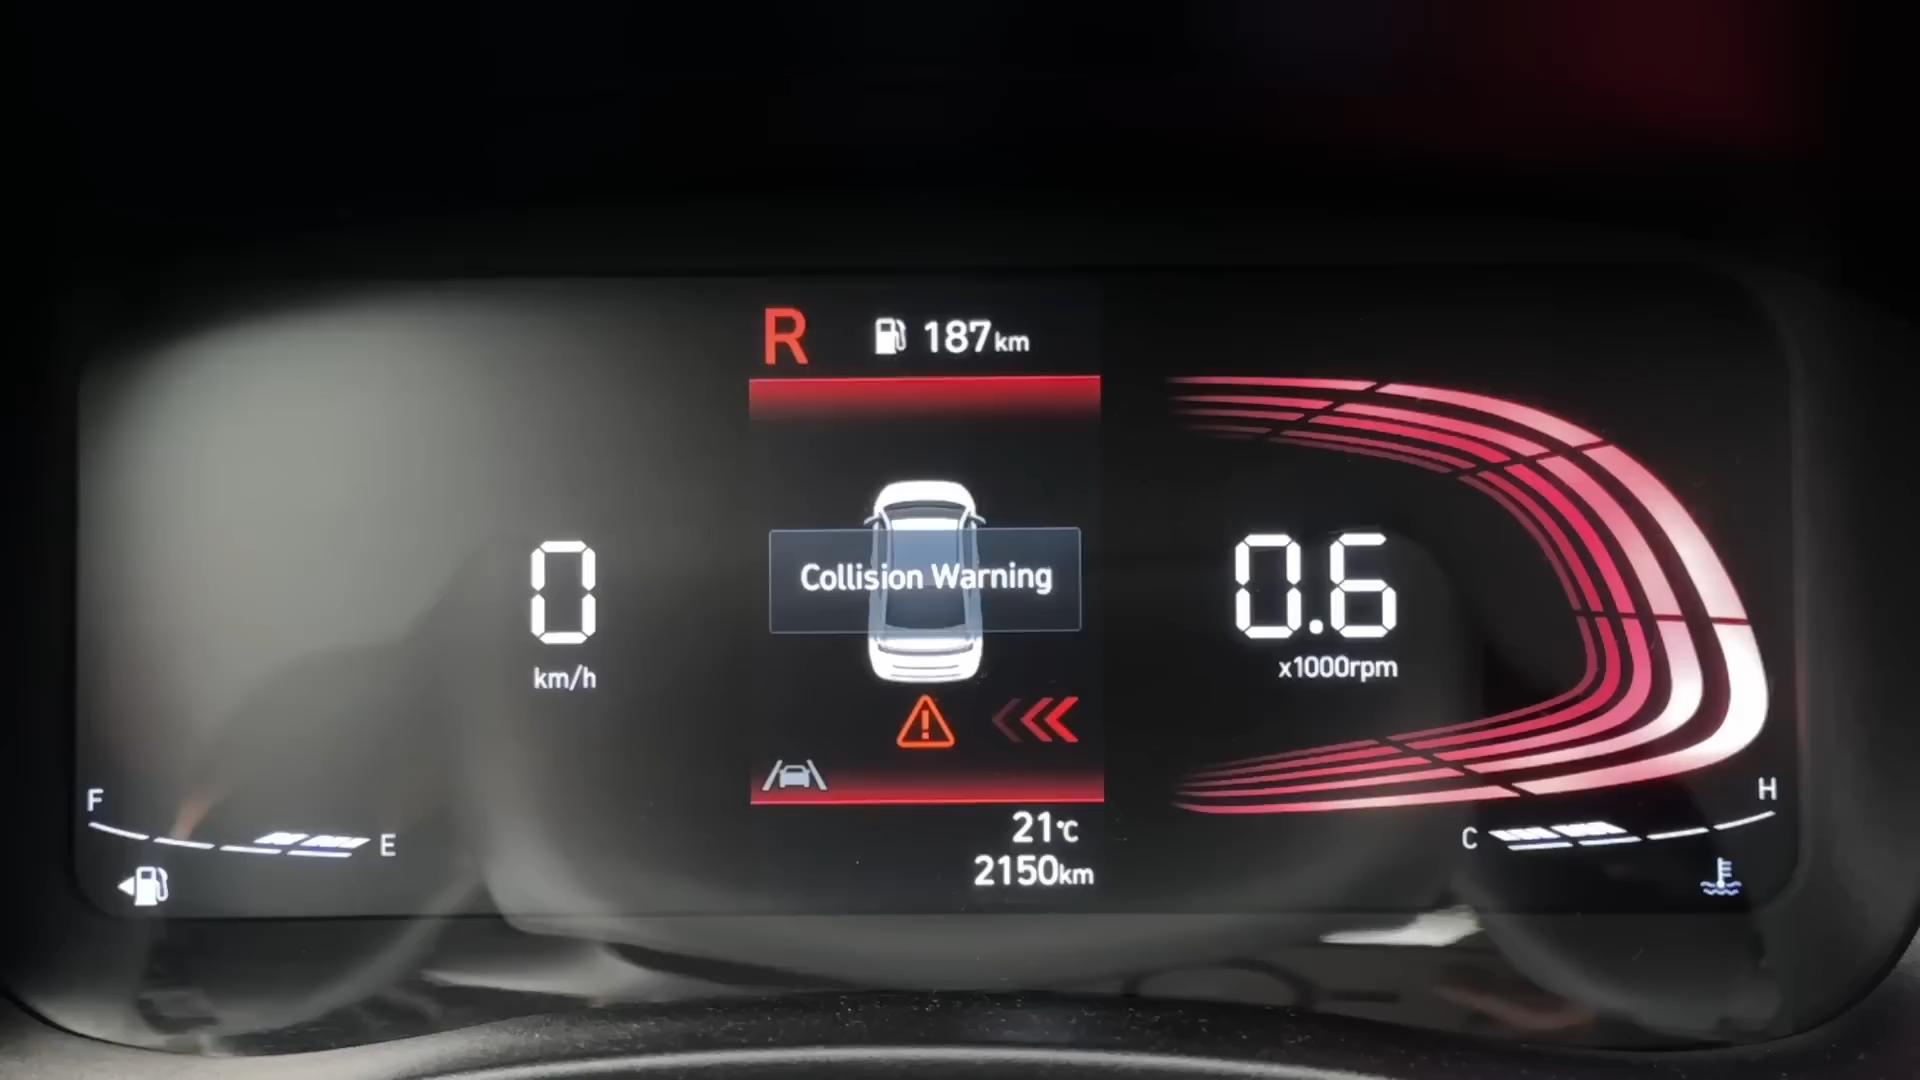 R 187km
Collision Warning
0
km/h
0.6
x1000rpm
F
E
21°C
2150km
C
H